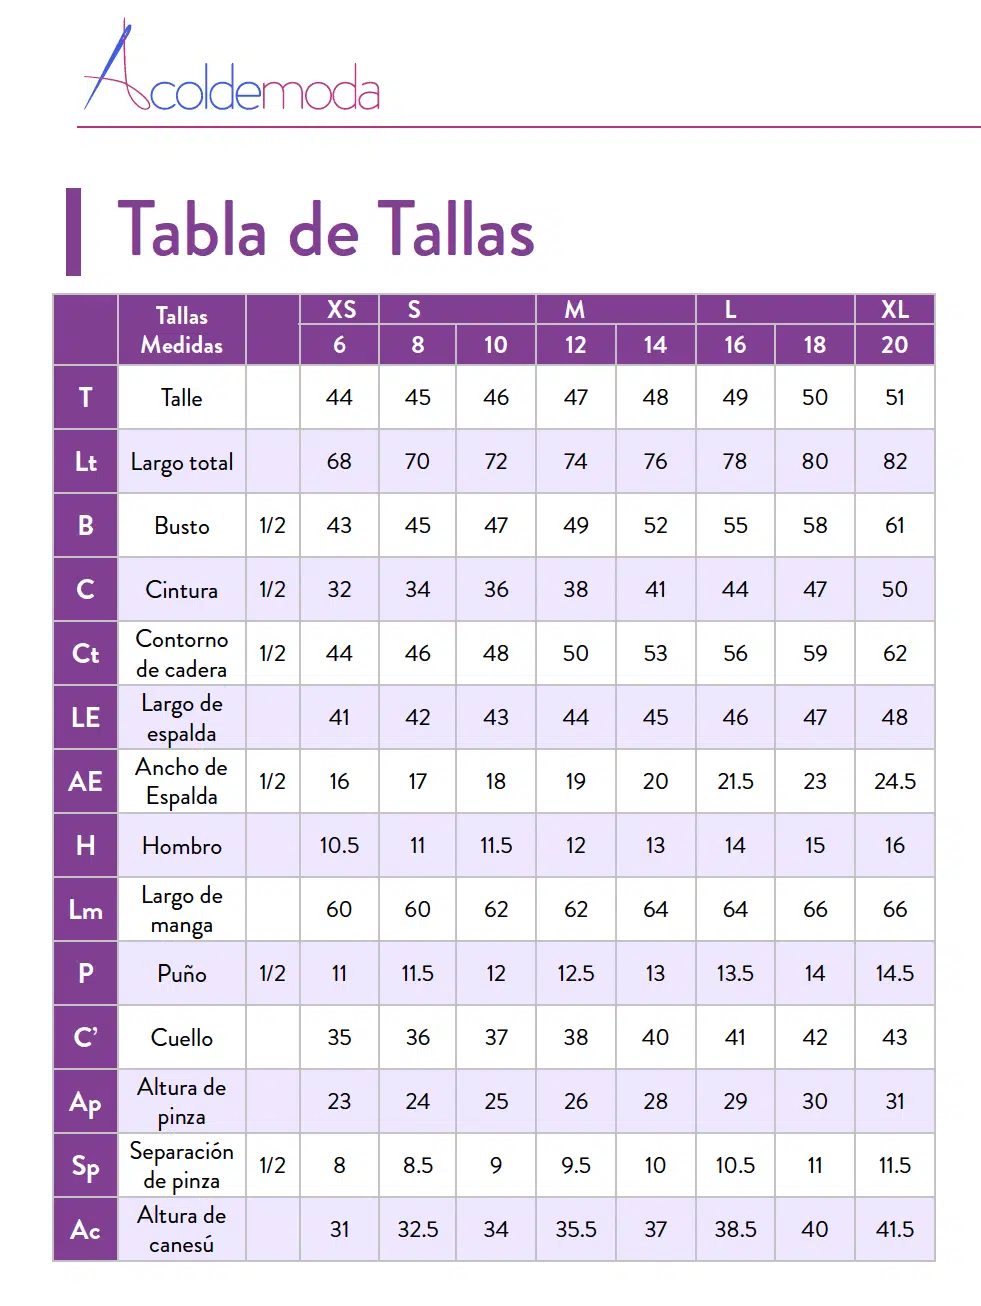 Acoldemoda
Tabla de Tallas
Tallas Medidas XS S M L XL
6 8 10 12 14 16 18 20
T Talle 44 45 46 47 48 49 50 51
Lt Largo total 68 70 72 74 76 78 80 82
B Busto 1/2 43 45 47 49 52 55 58 61
C Cintura 1/2 32 34 36 38 41 44 47 50
Ct Contorno de cadera 1/2 44 46 48 50 53 56 59 62
LE Largo de espalda 41 42 43 44 45 46 47 48
AE Ancho de Espalda 1/2 16 17 18 19 20 21.5 23 24.5
H Hombro 10.5 11 11.5 12 13 14 15 16
Lm Largo de manga 60 60 62 62 64 64 66 66
P Puño 1/2 11 11.5 12 12.5 13 13.5 14 14.5
C’ Cuello 35 36 37 38 40 41 42 43
Ap Altura de pinza 23 24 25 26 28 29 30 31
Sp Separación de pinza 1/2 8 8.5 9 9.5 10 10.5 11 11.5
Ac Altura de canesú 31 32.5 34 35.5 37 38.5 40 41.5